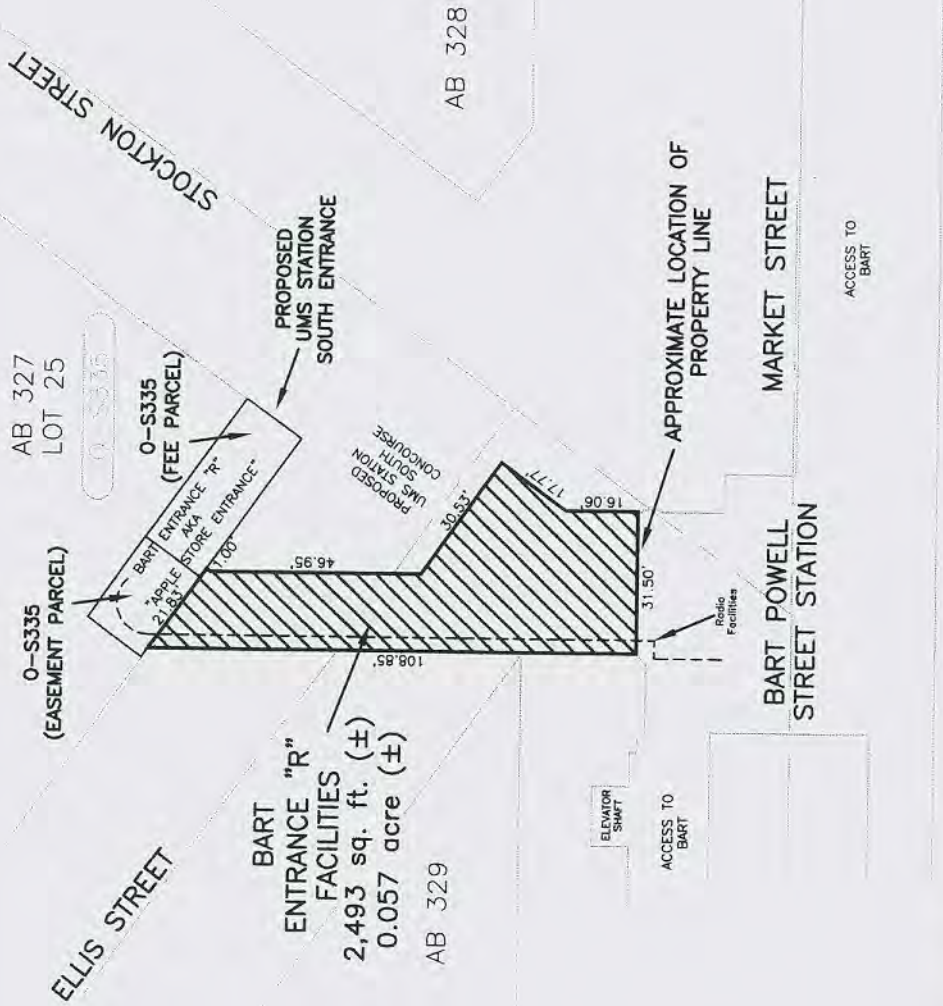 STOCKTON STREET
AB 328
AB 327
LOT 25
O-S335
O-S335
(FEE PARCEL)
PROPOSED
UMS STATION
SOUTH ENTRANCE
O-S335
(EASEMENT PARCEL)
BART ENTRANCE "R"
AKA
"APPLE STORE ENTRANCE"
21.83'
1.00'
46.95'
30.53'
17.77'
16.06'
31.50'
108.85'
PROPOSED
UMS STATION
SOUTH
CONCOURSE
APPROXIMATE LOCATION OF
PROPERTY LINE
ELLIS STREET
BART
ENTRANCE "R"
FACILITIES
2,493 sq. ft. (±)
0.057 acre (±)
AB 329
Radio
Facilities
MARKET STREET
ACCESS TO
BART
ELEVATOR
SHAFT
ACCESS TO
BART
BART POWELL
STREET STATION